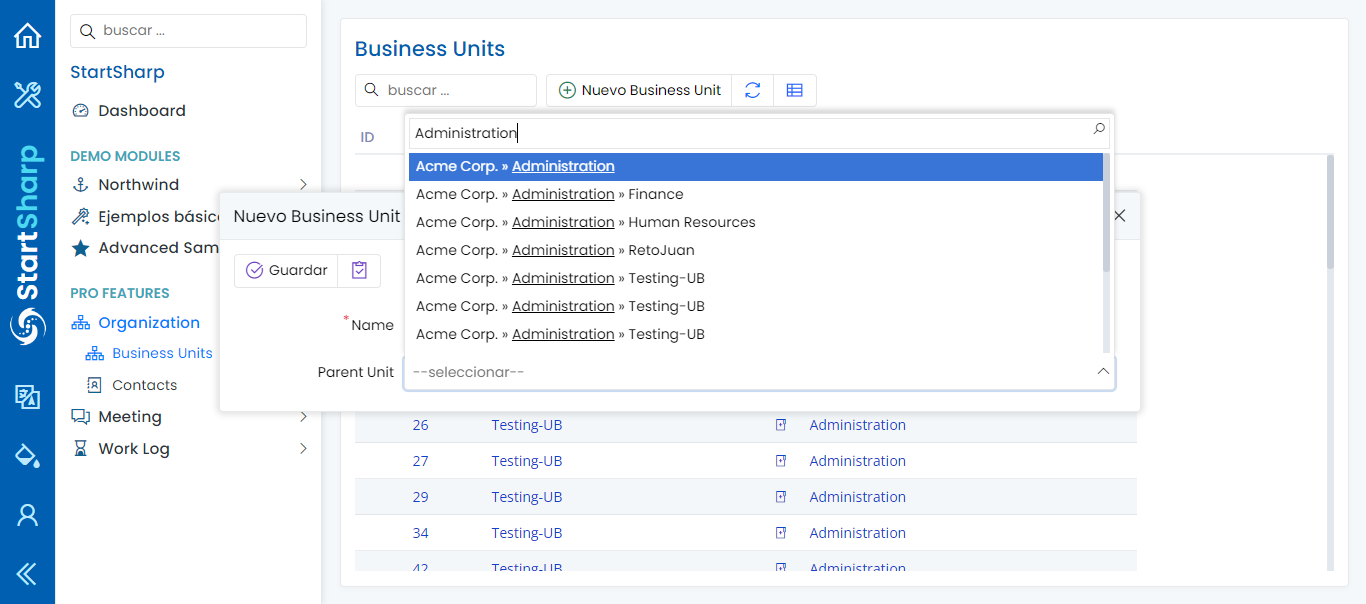 buscar ...
StartSharp
Dashboard
DEMO MODULES
Northwind
Ejemplos básic
Advanced Sam
PRO FEATURES
Organization
Business Units
Contacts
Meeting
Work Log
StartSharp
Business Units
buscar ...
Nuevo Business Unit
ID
Administration
Acme Corp. » Administration
Acme Corp. » Administration » Finance
Acme Corp. » Administration » Human Resources
Acme Corp. » Administration » RetoJuan
Acme Corp. » Administration » Testing-UB
Acme Corp. » Administration » Testing-UB
Acme Corp. » Administration » Testing-UB
Nuevo Business Unit
Guardar
*Name
Parent Unit --seleccionar--
26 Testing-UB Administration
27 Testing-UB Administration
29 Testing-UB Administration
34 Testing-UB Administration
42 Testing-UB Administration